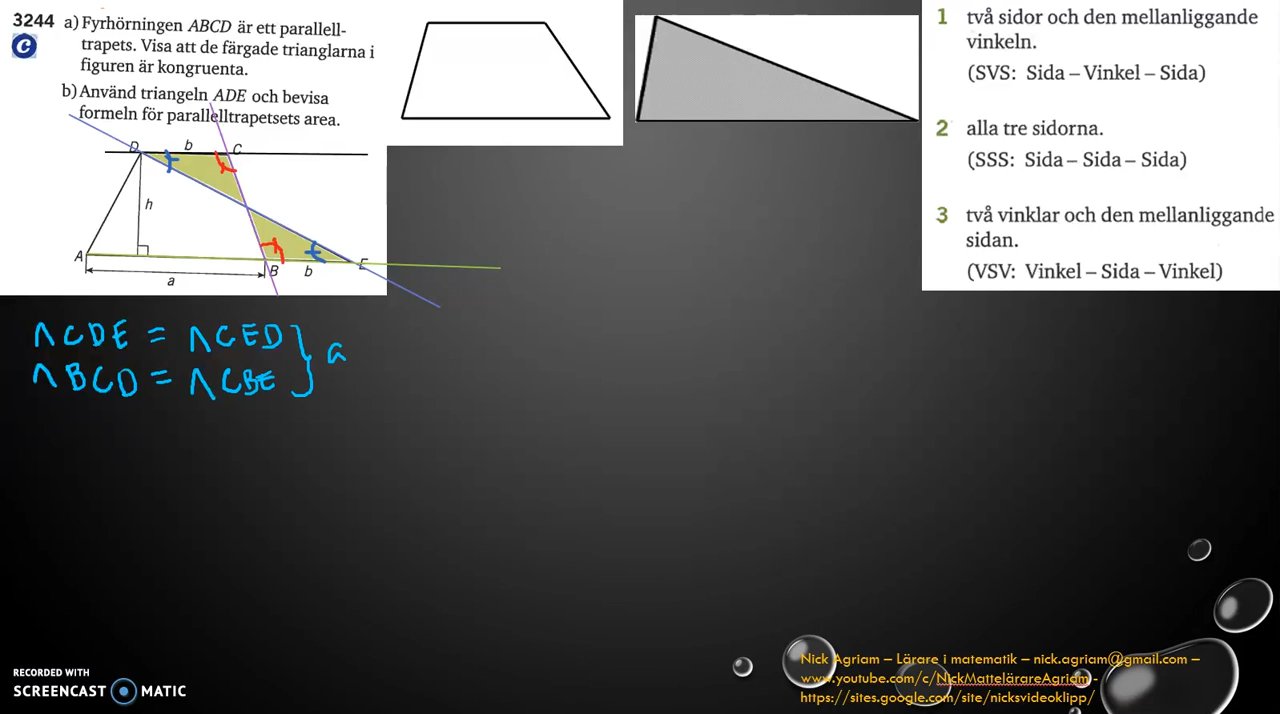 3244 a) Fyrhörningen ABCD är ett parallell-
trapets. Visa att de färgade trianglarna i
figuren är kongruenta.
b) Använd triangeln ADE och bevisa
formeln för parallelltrapetsets area.
C
D b C
h
A B b E
a
1 två sidor och den mellanliggande
vinkeln.
(SVS: Sida – Vinkel – Sida)
2 alla tre sidorna.
(SSS: Sida – Sida – Sida)
3 två vinklar och den mellanliggande
sidan.
(VSV: Vinkel – Sida – Vinkel)
∧CDE = ∧CED
∧BCD = ∧CBE } a
RECORDED WITH
SCREENCAST MATIC
Nick Agriam – Lärare i matematik – nick.agriam@gmail.com –
www.youtube.com/c/NickMattelärareAgriam -
https://sites.google.com/site/nicksvideoklipp/